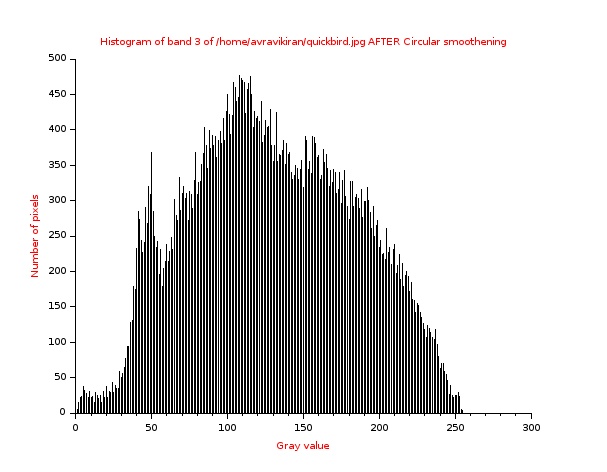 Histogram of band 3 of /home/avravikiran/quickbird.jpg AFTER Circular smoothening
500
450
400
350
300
250
200
150
100
50
0
Number of pixels
0 50 100 150 200 250 300
Gray value